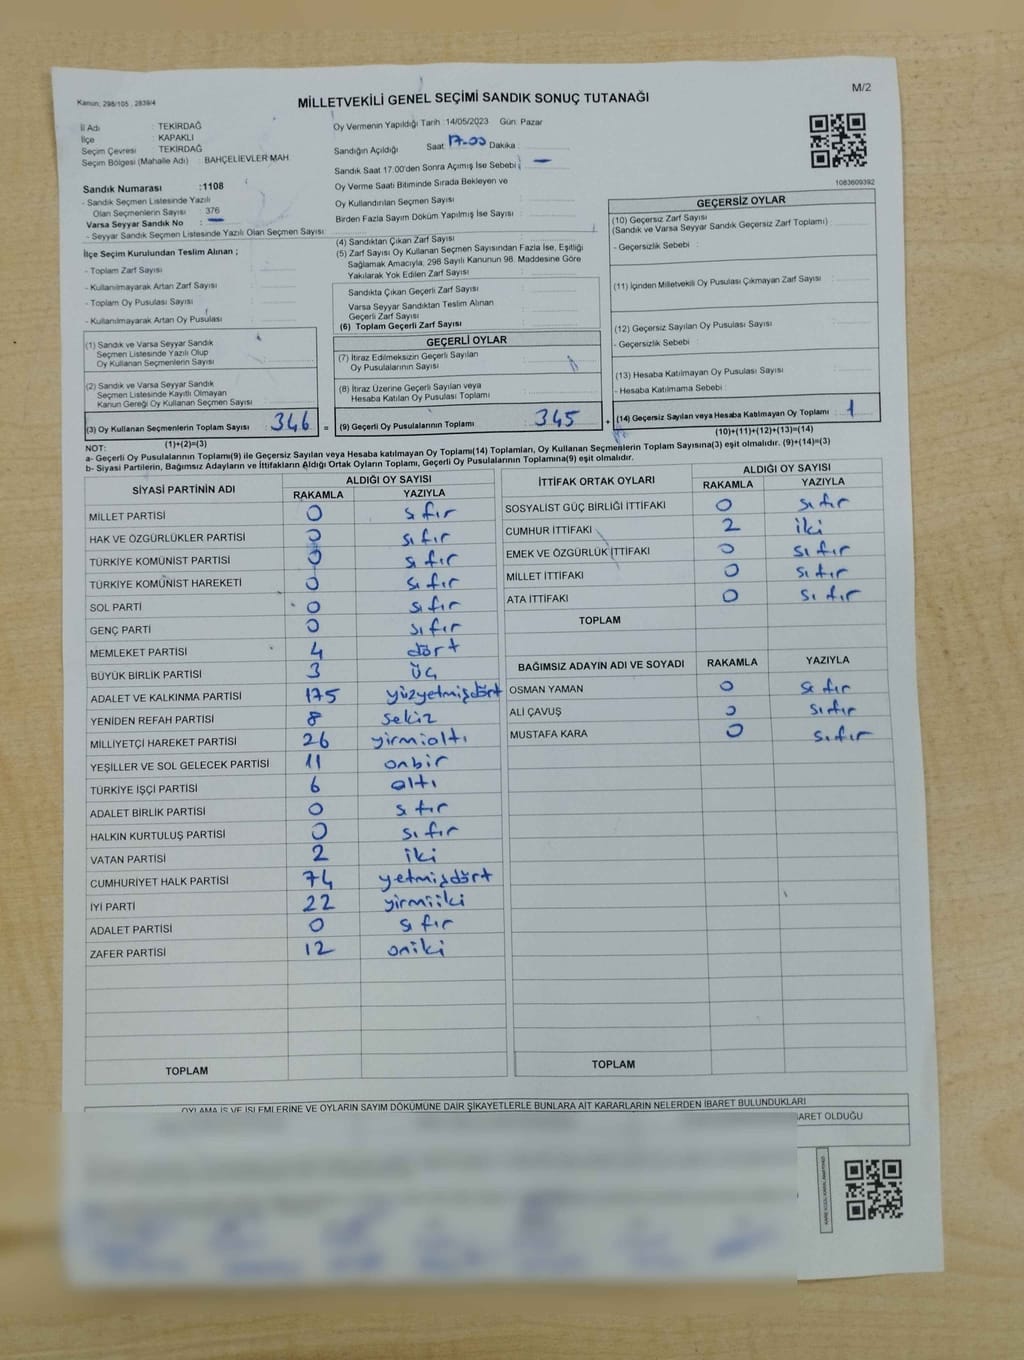 Kanun, 298/105 , 2839/4
MİLLETVEKİLİ GENEL SEÇİMİ SANDIK SONUÇ TUTANAĞI
M/2
İl Adı : TEKİRDAĞ
İlçe : KAPAKLI
Seçim Çevresi : TEKİRDAĞ
Seçim Bölgesi (Mahalle Adı) : BAHÇELİEVLER MAH.
Sandık Numarası :1108
- Sandık Seçmen Listesinde Yazılı
Olan Seçmenlerin Sayısı : 376
Varsa Seyyar Sandık No : —
- Seyyar Sandık Seçmen Listesinde Yazılı Olan Seçmen Sayısı:
Oy Vermenin Yapıldığı Tarih :14/05/2023 Gün: Pazar
Sandığın Açıldığı Saat 17.00 Dakika :
Sandık Saat 17:00'den Sonra Açımış İse Sebebi : —
Oy Verme Saati Bitiminde Sırada Bekleyen ve
Oy Kullandırılan Seçmen Sayısı :
Birden Fazla Sayım Döküm Yapılmış İse Sayısı :
1083609392
İlçe Seçim Kurulundan Teslim Alınan ;
- Toplam Zarf Sayısı :
- Kullanılmayarak Artan Zarf Sayısı :
- Toplam Oy Pusulası Sayısı :
- Kullanılmayarak Artan Oy Pusulası :
(4) Sandıktan Çıkan Zarf Sayısı :
(5) Zarf Sayısı Oy Kullanan Seçmen Sayısından Fazla İse, Eşitliği
Sağlamak Amacıyla, 298 Sayılı Kanunun 98. Maddesine Göre
Yakılarak Yok Edilen Zarf Sayısı :
Sandıkta Çıkan Geçerli Zarf Sayısı :
Varsa Seyyar Sandıktan Teslim Alınan
Geçerli Zarf Sayısı :
(6) Toplam Geçerli Zarf Sayısı :
GEÇERSİZ OYLAR
(10) Geçersiz Zarf Sayısı
(Sandık ve Varsa Seyyar Sandık Geçersiz Zarf Toplamı) :
- Geçersizlik Sebebi :
(11) İçinden Milletvekili Oy Pusulası Çıkmayan Zarf Sayısı :
(12) Geçersiz Sayılan Oy Pusulası Sayısı :
- Geçersizlik Sebebi :
(13) Hesaba Katılmayan Oy Pusulası Sayısı :
- Hesaba Katılmama Sebebi :
(14) Geçersiz Sayılan veya Hesaba Katılmayan Oy Toplamı : 1
(10)+(11)+(12)+(13)=(14)
(1) Sandık ve Varsa Seyyar Sandık
Seçmen Listesinde Yazılı Olup
Oy Kullanan Seçmenlerin Sayısı :
(2) Sandık ve Varsa Seyyar Sandık
Seçmen Listesinde Kayıtlı Olmayan
Kanun Gereği Oy Kullanan Seçmen Sayısı :
(3) Oy Kullanan Seçmenlerin Toplam Sayısı : 346 =
(1)+(2)=(3)
GEÇERLİ OYLAR
(7) İtiraz Edilmeksizin Geçerli Sayılan
Oy Pusulalarının Sayısı :
(8) İtiraz Üzerine Geçerli Sayılan veya
Hesaba Katılan Oy Pusulası Toplamı :
(9) Geçerli Oy Pusulalarının Toplamı : 345 +
NOT:
a- Geçerli Oy Pusulalarının Toplamı(9) ile Geçersiz Sayılan veya Hesaba Katılmayan Oy Toplamı(14) Toplamları, Oy Kullanan Seçmenlerin Toplam Sayısına(3) eşit olmalıdır. (9)+(14)=(3)
b- Siyasi Partilerin, Bağımsız Adayların ve İttifakların Aldığı Ortak Oyların Toplamı, Geçerli Oy Pusulalarının Toplamına(9) eşit olmalıdır.
SİYASİ PARTİNİN ADI ALDIĞI OY SAYISI
RAKAMLA YAZIYLA
MİLLET PARTİSİ 0 sıfır
HAK VE ÖZGÜRLÜKLER PARTİSİ 0 sıfır
TÜRKİYE KOMÜNİST PARTİSİ 0 sıfır
TÜRKİYE KOMÜNİST HAREKETİ 0 sıfır
SOL PARTİ 0 sıfır
GENÇ PARTİ 0 sıfır
MEMLEKET PARTİSİ 4 dört
BÜYÜK BİRLİK PARTİSİ 3 üç
ADALET VE KALKINMA PARTİSİ 175 yüzyetmişdört
YENİDEN REFAH PARTİSİ 8 sekiz
MİLLİYETÇİ HAREKET PARTİSİ 26 yirmialtı
YEŞİLLER VE SOL GELECEK PARTİSİ 11 onbir
TÜRKİYE İŞÇİ PARTİSİ 6 altı
ADALET BİRLİK PARTİSİ 0 sıfır
HALKIN KURTULUŞ PARTİSİ 0 sıfır
VATAN PARTİSİ 2 iki
CUMHURİYET HALK PARTİSİ 74 yetmişdört
İYİ PARTİ 22 yirmiiki
ADALET PARTİSİ 0 sıfır
ZAFER PARTİSİ 12 oniki
TOPLAM
İTTİFAK ORTAK OYLARI ALDIĞI OY SAYISI
RAKAMLA YAZIYLA
SOSYALİST GÜÇ BİRLİĞİ İTTİFAKI 0 sıfır
CUMHUR İTTİFAKI 2 iki
EMEK VE ÖZGÜRLÜK İTTİFAKI 0 sıfır
MİLLET İTTİFAKI 0 sıfır
ATA İTTİFAKI 0 sıfır
TOPLAM
BAĞIMSIZ ADAYIN ADI VE SOYADI RAKAMLA YAZIYLA
OSMAN YAMAN 0 sıfır
ALİ ÇAVUŞ 0 sıfır
MUSTAFA KARA 0 sıfır
TOPLAM
OYLAMA İŞ VE İŞLEMLERİNE VE OYLARIN SAYIM DÖKÜMÜNE DAİR ŞİKAYETLERLE BUNLARA AİT KARARLARIN NELERDEN İBARET BULUNDUKLARI
OLDUĞU